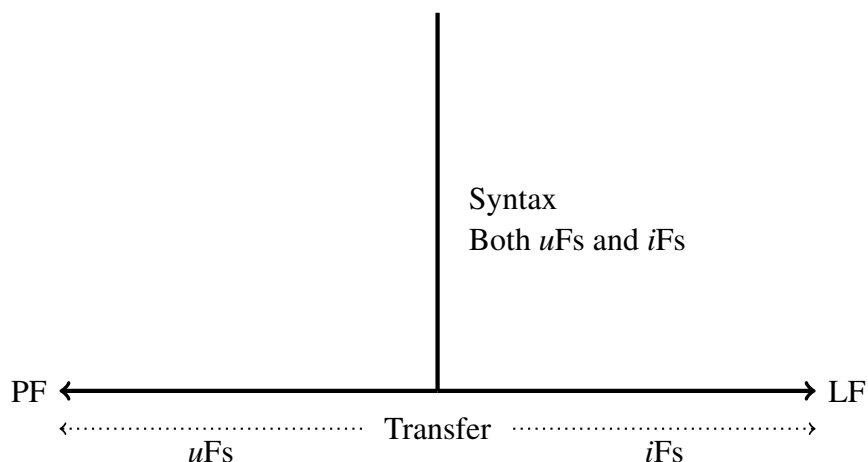 Syntax
Both uFs and iFs
PF
LF
Transfer
uFs
iFs